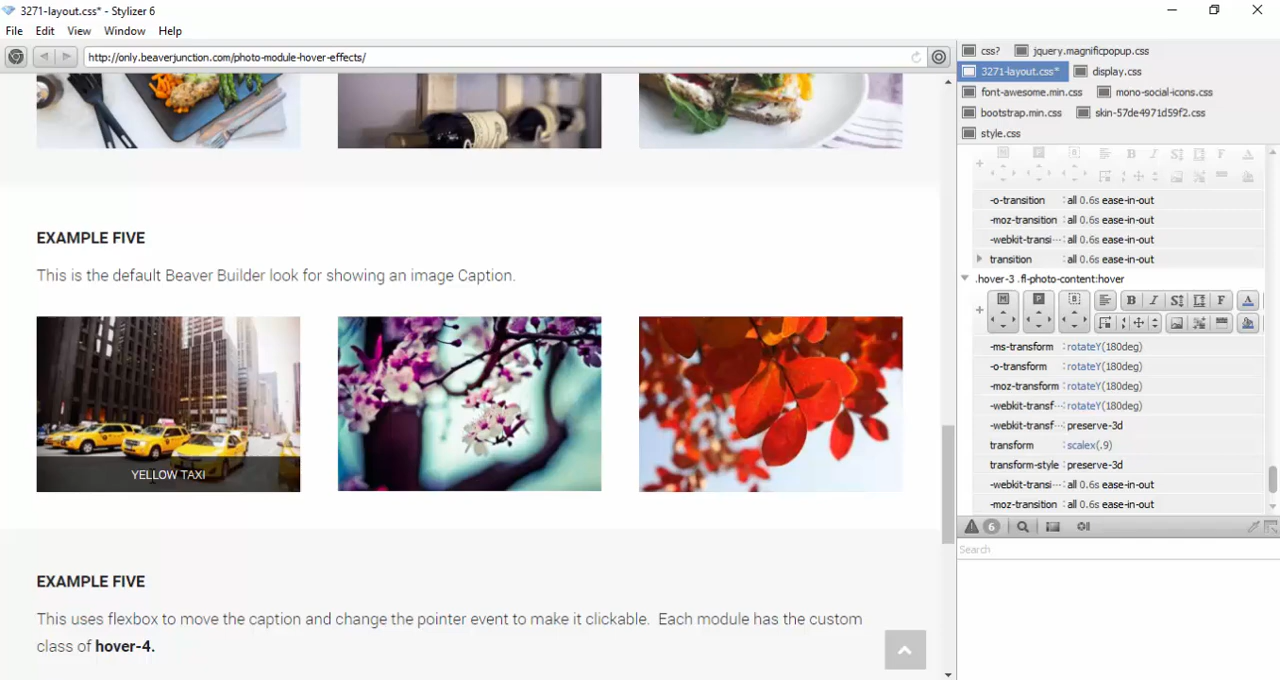 3271-layout.css* - Stylizer 6
File Edit View Window Help
http://only.beaverjunction.com/photo-module-hover-effects/
css? jquery.magnificpopup.css
3271-layout.css* display.css
font-awesome.min.css mono-social-icons.css
bootstrap.min.css skin-57de4971d59f2.css
style.css
-o-transition : all 0.6s ease-in-out
-moz-transition : all 0.6s ease-in-out
-webkit-transi··· : all 0.6s ease-in-out
transition : all 0.6s ease-in-out
.hover-3 .fl-photo-content:hover
M P B B I S F A
-ms-transform : rotateY(180deg)
-o-transform : rotateY(180deg)
-moz-transform : rotateY(180deg)
-webkit-transf··· : rotateY(180deg)
-webkit-transf··· : preserve-3d
transform : scalex(.9)
transform-style : preserve-3d
-webkit-transi··· : all 0.6s ease-in-out
-moz-transition : all 0.6s ease-in-out
6
Search
EXAMPLE FIVE
This is the default Beaver Builder look for showing an image Caption.
YELLOW TAXI
EXAMPLE FIVE
This uses flexbox to move the caption and change the pointer event to make it clickable. Each module has the custom
class of hover-4.